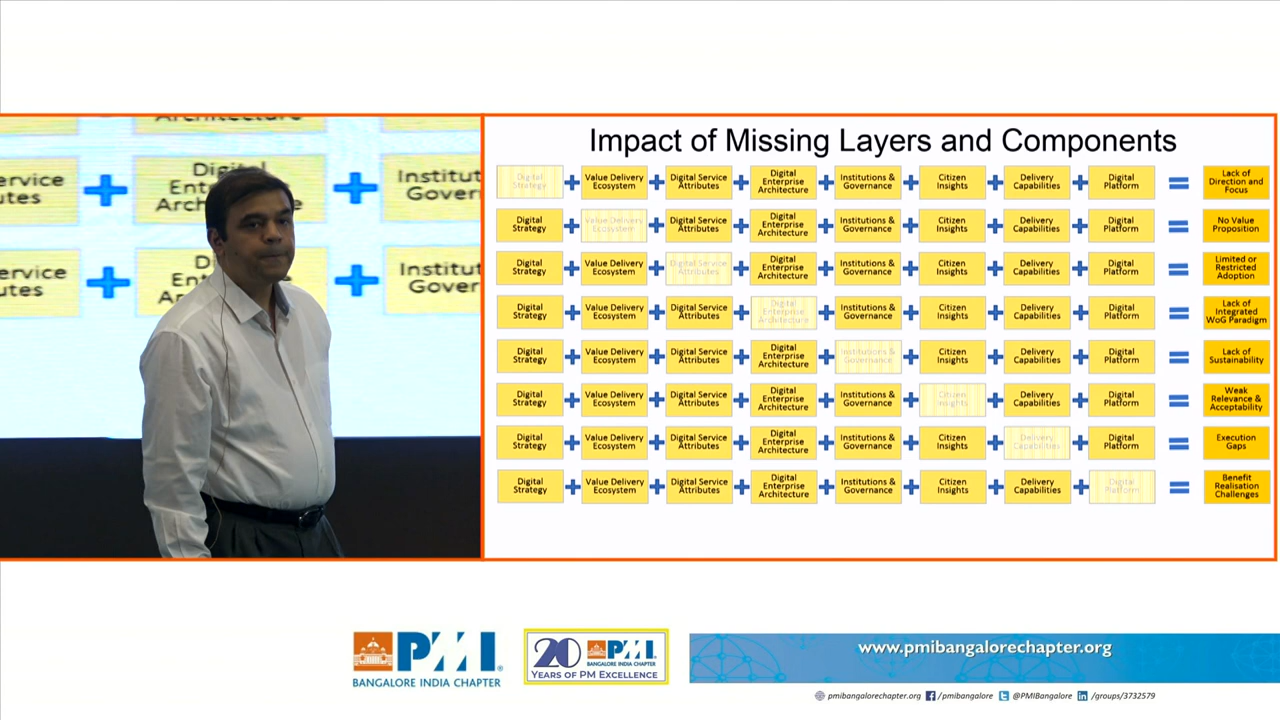 Architecture
ervice
utes
Digital
Enterprise
Arc
e
Institut
Gover
ervice
utes
D
Ent
Ar
Institut
Gover
Impact of Missing Layers and Components
Digital
Strategy
Value Delivery
Ecosystem
Digital Service
Attributes
Digital
Enterprise
Architecture
Institutions &
Governance
Citizen
Insights
Delivery
Capabilities
Digital
Platform
Lack of
Direction and
Focus
Digital
Strategy
Value Delivery
Ecosystem
Digital Service
Attributes
Digital
Enterprise
Architecture
Institutions &
Governance
Citizen
Insights
Delivery
Capabilities
Digital
Platform
No Value
Proposition
Digital
Strategy
Value Delivery
Ecosystem
Digital Service
Attributes
Digital
Enterprise
Architecture
Institutions &
Governance
Citizen
Insights
Delivery
Capabilities
Digital
Platform
Limited or
Restricted
Adoption
Digital
Strategy
Value Delivery
Ecosystem
Digital Service
Attributes
Digital
Enterprise
Architecture
Institutions &
Governance
Citizen
Insights
Delivery
Capabilities
Digital
Platform
Lack of
Integrated
WoG Paradigm
Digital
Strategy
Value Delivery
Ecosystem
Digital Service
Attributes
Digital
Enterprise
Architecture
Institutions &
Governance
Citizen
Insights
Delivery
Capabilities
Digital
Platform
Lack of
Sustainability
Digital
Strategy
Value Delivery
Ecosystem
Digital Service
Attributes
Digital
Enterprise
Architecture
Institutions &
Governance
Citizen
Insights
Delivery
Capabilities
Digital
Platform
Weak
Relevance &
Acceptability
Digital
Strategy
Value Delivery
Ecosystem
Digital Service
Attributes
Digital
Enterprise
Architecture
Institutions &
Governance
Citizen
Insights
Delivery
Capabilities
Digital
Platform
Execution
Gaps
Digital
Strategy
Value Delivery
Ecosystem
Digital Service
Attributes
Digital
Enterprise
Architecture
Institutions &
Governance
Citizen
Insights
Delivery
Capabilities
Digital
Platform
Benefit
Realisation
Challenges
PMI
BANGALORE INDIA CHAPTER
20
PMI
BANGALORE INDIA CHAPTER
YEARS OF PM EXCELLENCE
www.pmibangalorechapter.org
pmibangalorechapter.org /pmibangalore @PMIBangalore /groups/3732579